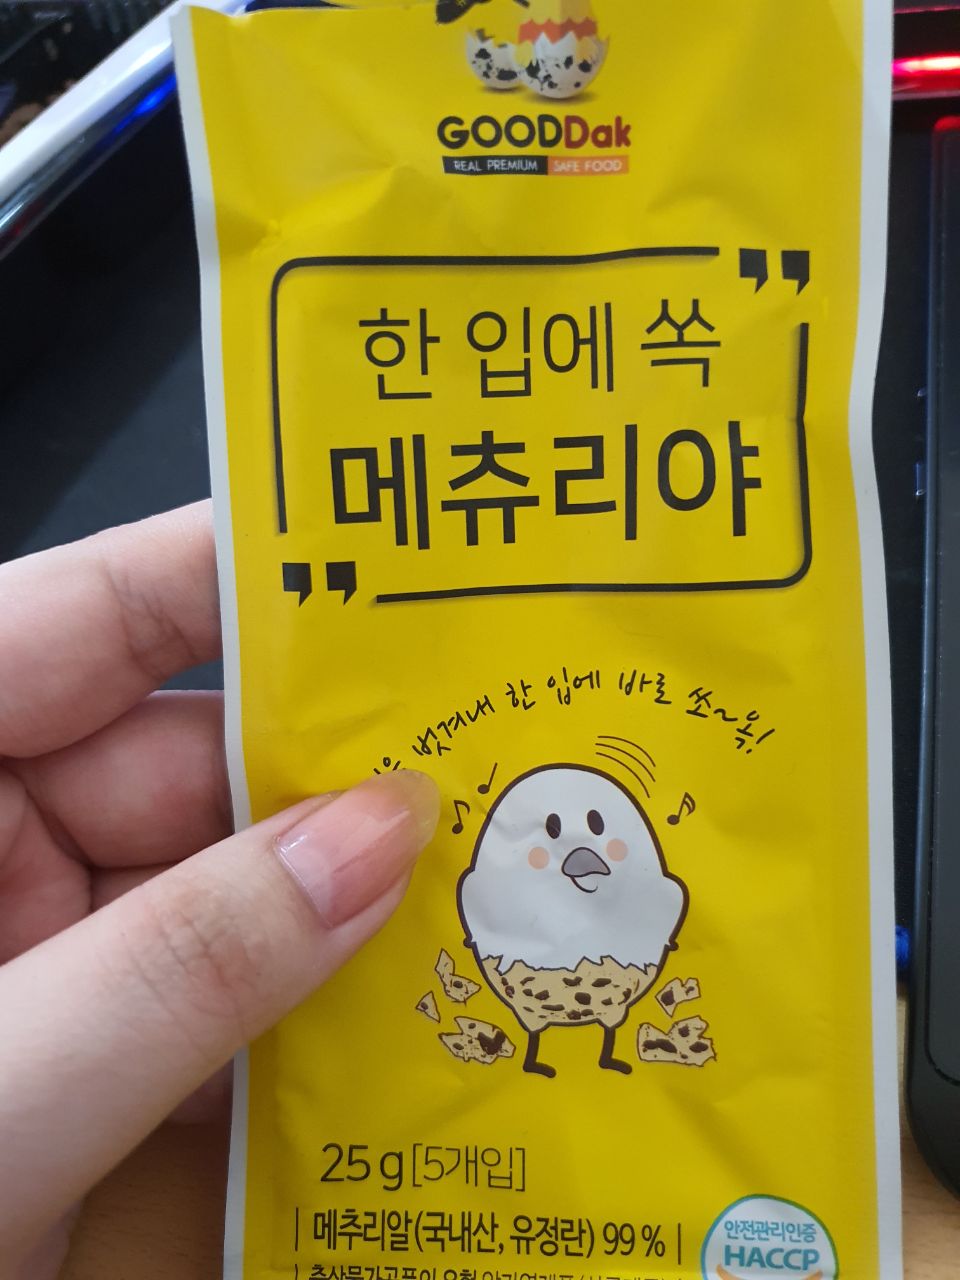 GOODDak
REAL PREMIUM SAFE FOOD
한 입에 쏙
메츄리야
벗겨내 한 입에 바로 쏘~옥!
25 g [5개입]
메추리알(국내산, 유정란) 99 %
안전관리인증
HACCP